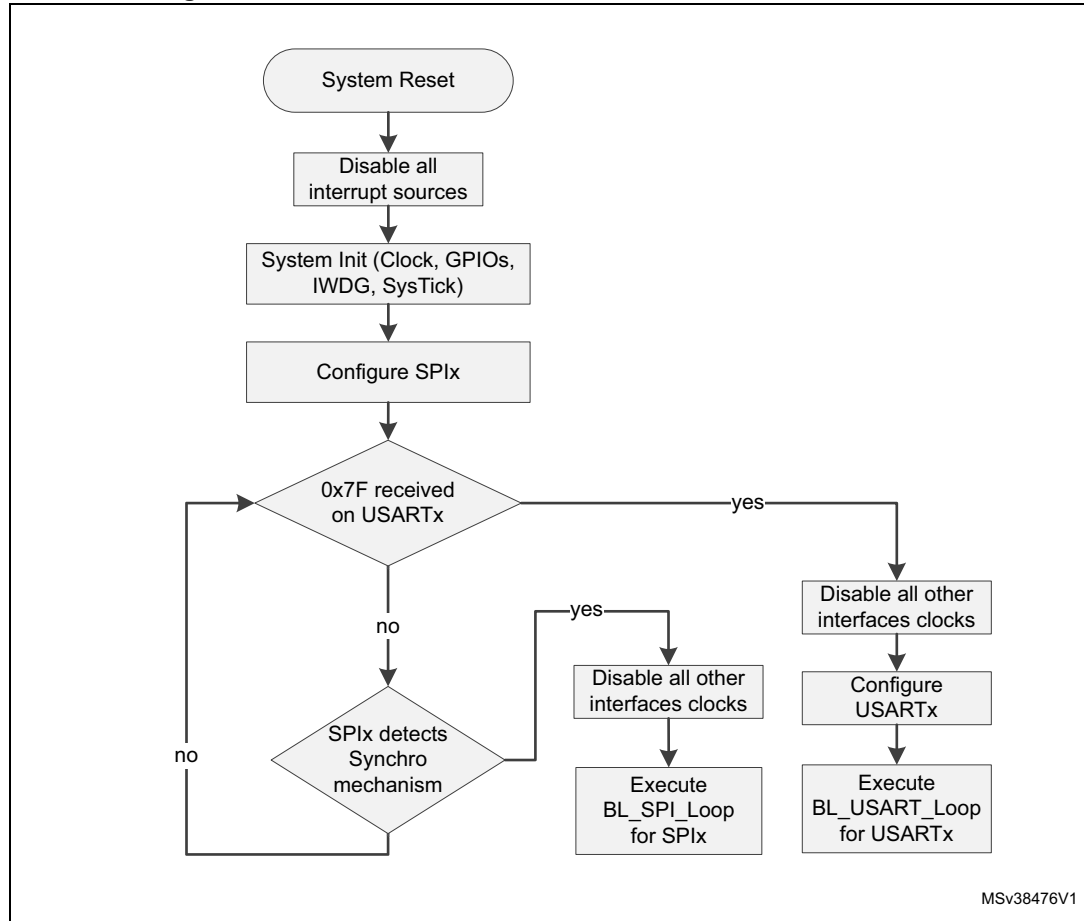 System Reset
Disable all
interrupt sources
System Init (Clock, GPIOs,
IWDG, SysTick)
Configure SPIx
0x7F received
on USARTx
yes
no
yes
Disable all other
interfaces clocks
Disable all other
interfaces clocks
Configure
USARTx
SPIx detects
Synchro
mechanism
no
Execute
BL_SPI_Loop
for SPIx
Execute
BL_USART_Loop
for USARTx
MSv38476V1